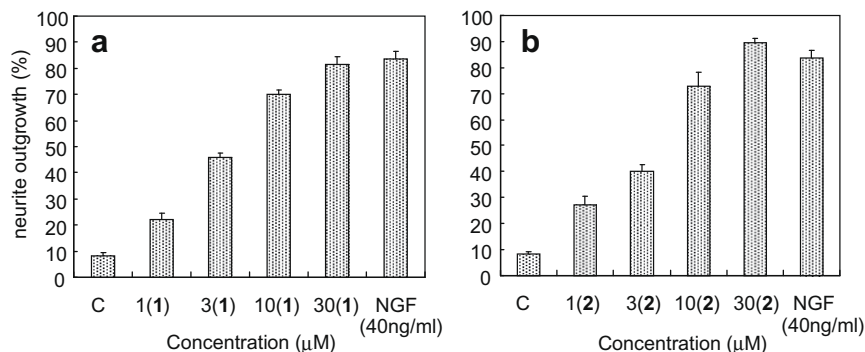 a
neurite outgrowth (%)
100
90
80
70
60
50
40
30
20
10
0
C 1(1) 3(1) 10(1) 30(1) NGF
(40ng/ml)
Concentration (μM)
b
100
90
80
70
60
50
40
30
20
10
0
C 1(2) 3(2) 10(2) 30(2) NGF
(40ng/ml)
Concentration (μM)